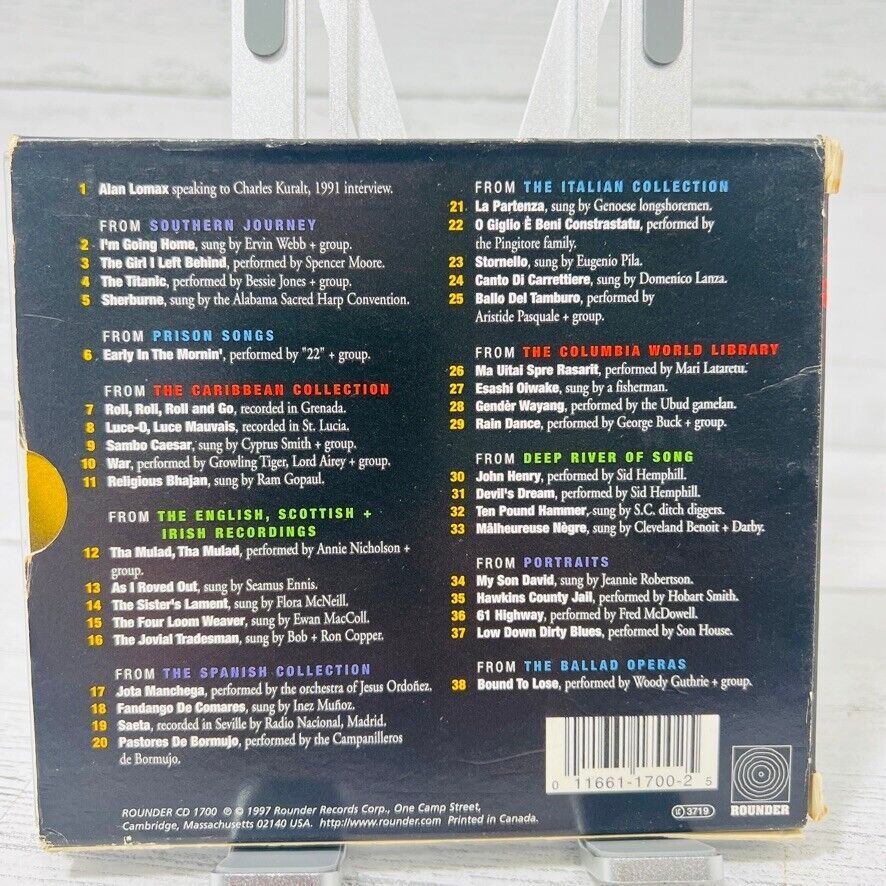 1 Alan Lomax speaking to Charles Kuralt, 1991 interview.
FROM SOUTHERN JOURNEY
2 I'm Going Home, sung by Ervin Webb + group.
3 The Girl I Left Behind, performed by Spencer Moore.
4 The Titanic, performed by Bessie Jones + group.
5 Sherburne, sung by the Alabama Sacred Harp Convention.
FROM PRISON SONGS
6 Early In The Mornin', performed by "22" + group.
FROM THE CARIBBEAN COLLECTION
7 Roll, Roll, Roll and Go, recorded in Grenada.
8 Luce-O, Luce Mauvais, recorded in St. Lucia.
9 Sambo Caesar, sung by Cyprus Smith + group.
10 War, performed by Growling Tiger, Lord Airey + group.
11 Religious Bhajan, sung by Ram Gopaul.
FROM THE ENGLISH, SCOTTISH +
IRISH RECORDINGS
12 Tha Mulad, Tha Mulad, performed by Annie Nicholson +
group.
13 As I Roved Out, sung by Seamus Ennis.
14 The Sister's Lament, sung by Flora McNeill.
15 The Four Loom Weaver, sung by Ewan MacColl.
16 The Jovial Tradesman, sung by Bob + Ron Copper.
FROM THE SPANISH COLLECTION
17 Jota Manchega, performed by the orchestra of Jesus Ordoñez.
18 Fandango De Comares, sung by Inez Muñoz.
19 Saeta, recorded in Seville by Radio Nacional, Madrid.
20 Pastores De Bormujo, performed by the Campanilleros
de Bormujo.
FROM THE ITALIAN COLLECTION
21 La Partenza, sung by Genoese longshoremen.
22 O Giglio È Beni Constrastatu, performed by
the Pingitore family.
23 Stornello, sung by Eugenio Pila.
24 Canto Di Carrettiere, sung by Domenico Lanza.
25 Ballo Del Tamburo, performed by
Aristide Pasquale + group.
FROM THE COLUMBIA WORLD LIBRARY
26 Ma Uitai Spre Rasarit, performed by Mari Lataretu.
27 Esashi Oiwake, sung by a fisherman.
28 Gendèr Wayang, performed by the Ubud gamelan.
29 Rain Dance, performed by George Buck + group.
FROM DEEP RIVER OF SONG
30 John Henry, performed by Sid Hemphill.
31 Devil's Dream, performed by Sid Hemphill.
32 Ten Pound Hammer, sung by S.C. ditch diggers.
33 Mâlheureuse Nègre, sung by Cleveland Benoit + Darby.
FROM PORTRAITS
34 My Son David, sung by Jeannie Robertson.
35 Hawkins County Jail, performed by Hobart Smith.
36 61 Highway, performed by Fred McDowell.
37 Low Down Dirty Blues, performed by Son House.
FROM THE BALLAD OPERAS
38 Bound To Lose, performed by Woody Guthrie + group.
0 11661-1700-2 5
LC 3719
ROUNDER
ROUNDER CD 1700 ℗ © 1997 Rounder Records Corp., One Camp Street,
Cambridge, Massachusetts 02140 USA. http://www.rounder.com Printed in Canada.